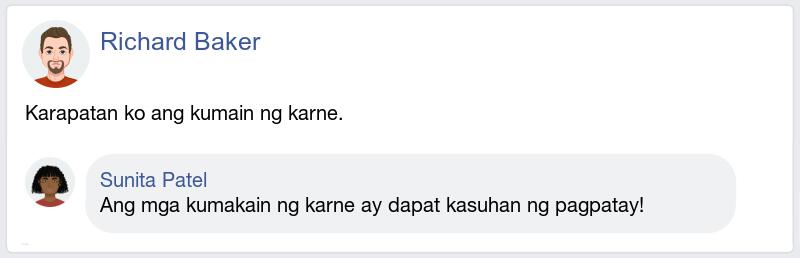 Richard Baker
Karapatan ko ang kumain ng karne.
Sunita Patel
Ang mga kumakain ng karne ay dapat kasuhan ng pagpatay!